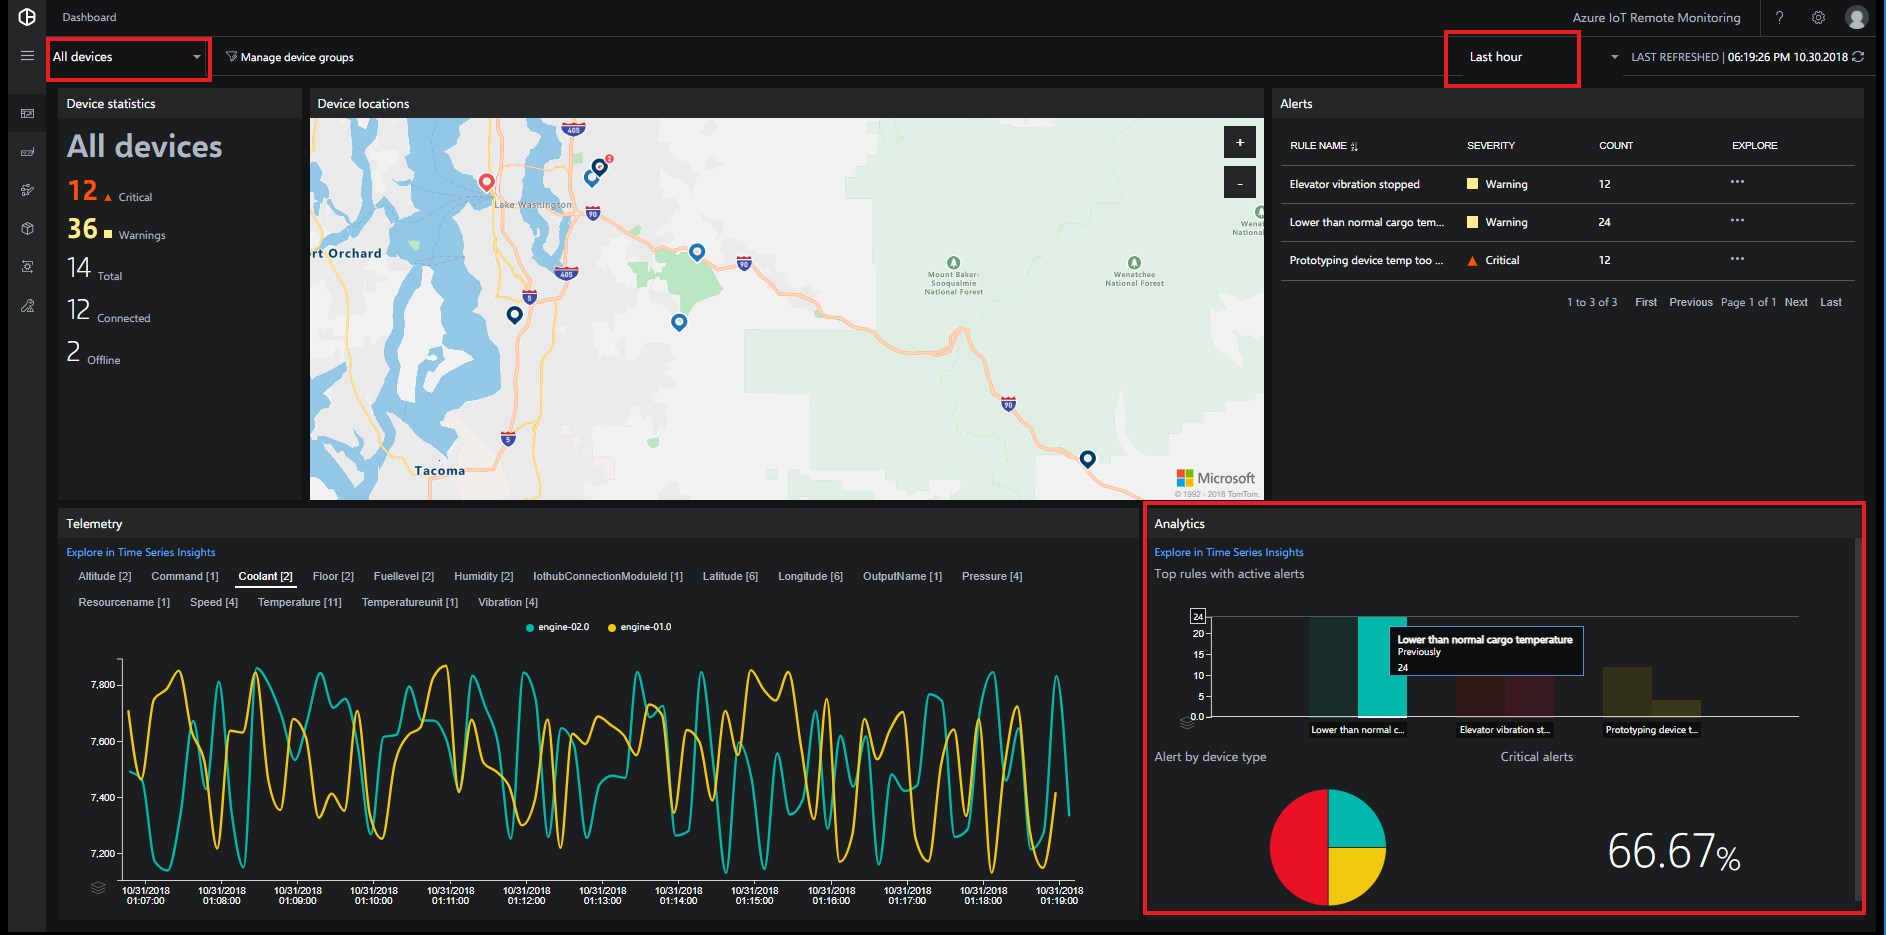 Dashboard
Azure IoT Remote Monitoring
?
All devices
Manage device groups
Last hour
LAST REFRESHED | 06:19:26 PM 10.30.2018
Device statistics
All devices
12 Critical
36 Warnings
14 Total
12 Connected
2 Offline
Device locations
405
2
Lake Washington
90
rt Orchard
405
90
5
Mount Baker-
Snoqualmie
National Forest
Wenatchee
National Forest
Wena
National
90
5
Tacoma
+
-
Microsoft
© 1992 - 2018 TomTom
Alerts
RULE NAME SEVERITY COUNT EXPLORE
Elevator vibration stopped Warning 12 ...
Lower than normal cargo tem... Warning 24 ...
Prototyping device temp too ... Critical 12 ...
1 to 3 of 3 First Previous Page 1 of 1 Next Last
Telemetry
Explore in Time Series Insights
Altitude [2] Command [1] Coolant [2] Floor [2] Fuellevel [2] Humidity [2] IothubConnectionModuleId [1] Latitude [6] Longitude [6] OutputName [1] Pressure [4]
Resourcename [1] Speed [4] Temperature [11] Temperatureunit [1] Vibration [4]
engine-02.0 engine-01.0
7,800
7,600
7,400
7,200
10/31/2018 10/31/2018 10/31/2018 10/31/2018 10/31/2018 10/31/2018 10/31/2018 10/31/2018 10/31/2018 10/31/2018 10/31/2018 10/31/2018 10/31/2018
01:07:00 01:08:00 01:09:00 01:10:00 01:11:00 01:12:00 01:13:00 01:14:00 01:15:00 01:16:00 01:17:00 01:18:00 01:19:00
Analytics
Explore in Time Series Insights
Top rules with active alerts
24
20
15
10
5
0.0
Lower than normal cargo temperature
Previously
24
Lower than normal c... Elevator vibration st... Prototyping device t...
Alert by device type
Critical alerts
66.67%